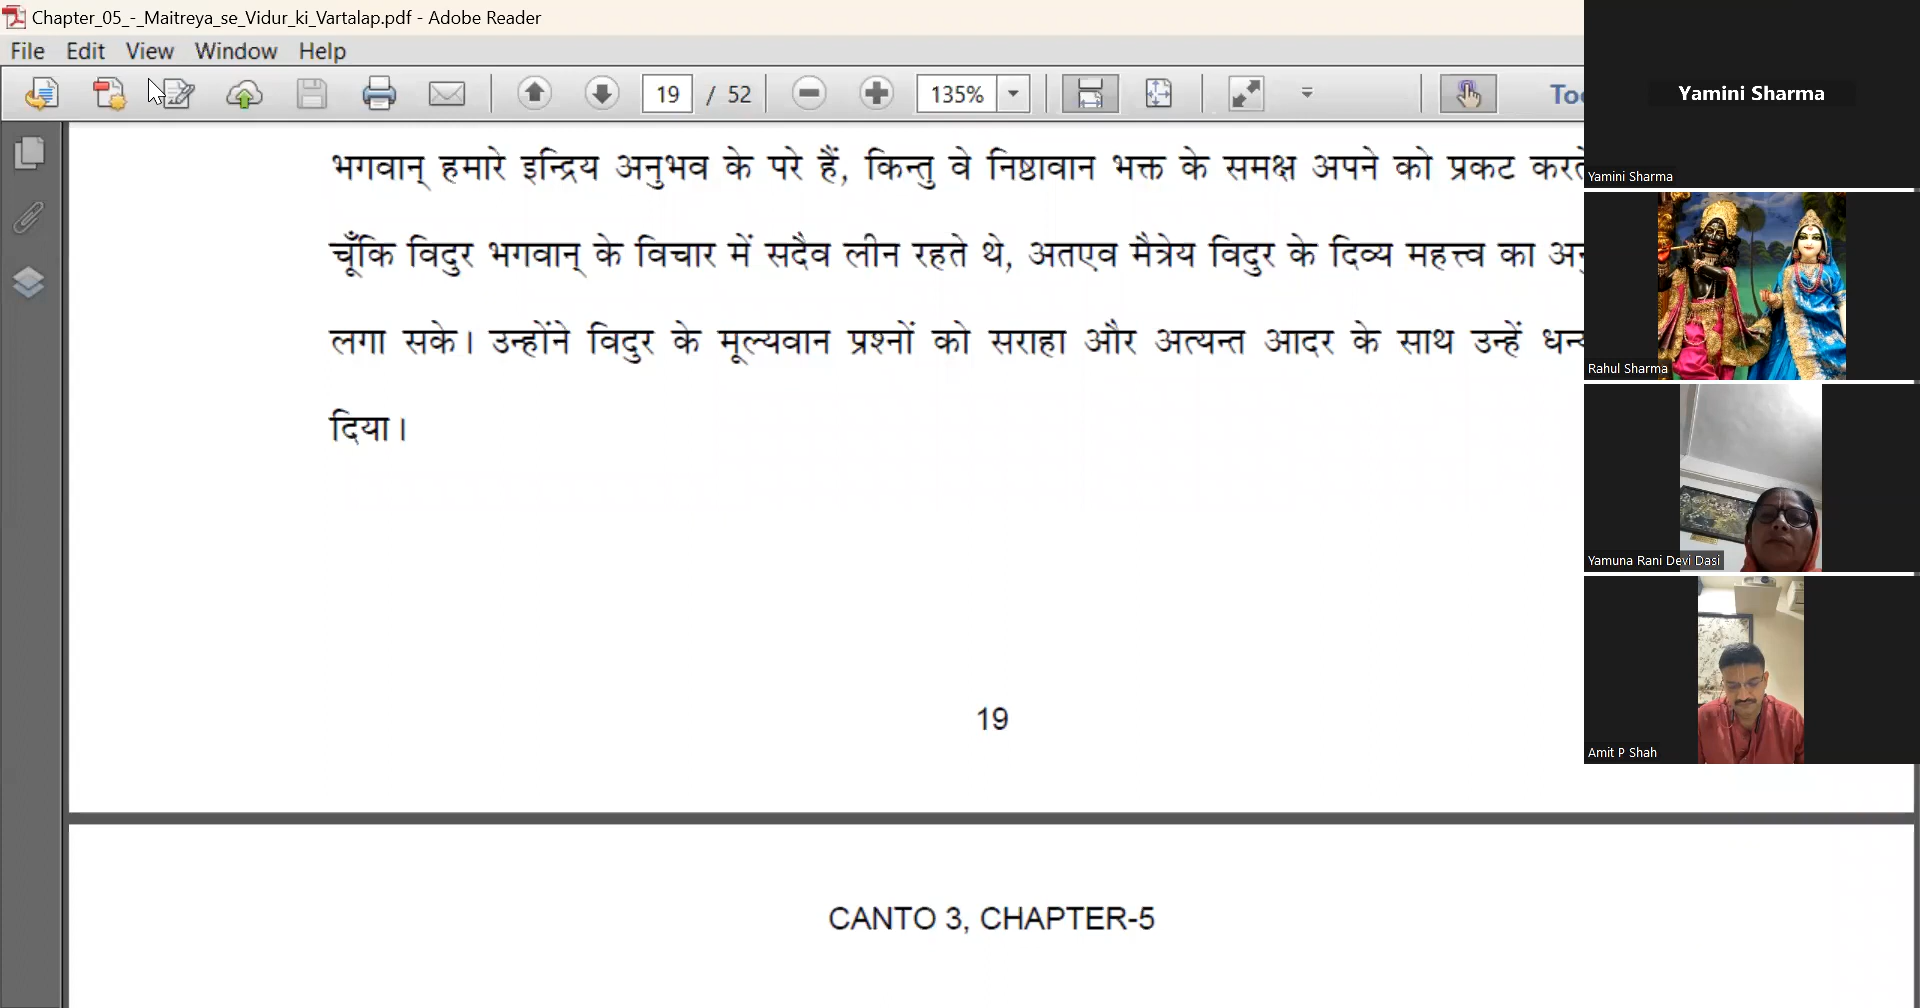 Chapter_05_-_Maitreya_se_Vidur_ki_Vartalap.pdf - Adobe Reader
File Edit View Window Help
19 / 52 135%
भगवान् हमारे इन्द्रिय अनुभव के परे हैं, किन्तु वे निष्ठावान भक्त के समक्ष अपने को प्रकट
चूँकि विदुर भगवान् के विचार में सदैव लीन रहते थे, अतएव मैत्रेय विदुर के दिव्य महत्त्व का
लगा सके। उन्होंने विदुर के मूल्यवान प्रश्नों को सराहा और अत्यन्त आदर के साथ उन्हें
दिया।
19
CANTO 3, CHAPTER-5
Yamini Sharma
Yamini Sharma
Rahul Sharma
Yamuna Rani Devi Dasi
Amit P Shah